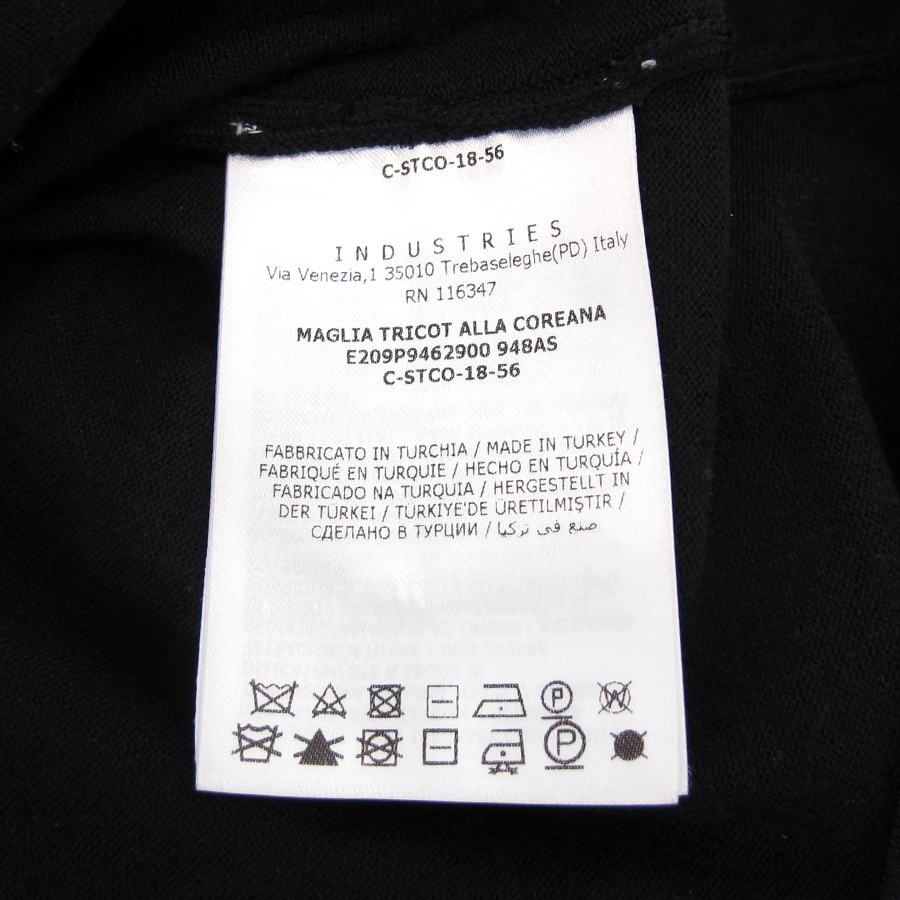 C-STCO-18-56
INDUSTRIES
Via Venezia,1 35010 Trebaseleghe(PD) Italy
RN 116347
MAGLIA TRICOT ALLA COREANA
E209P9462900 948AS
C-STCO-18-56
FABBRICATO IN TURCHIA / MADE IN TURKEY /
FABRIQUÉ EN TURQUIE / HECHO EN TURQUÍA /
FABRICADO NA TURQUIA / HERGESTELLT IN
DER TÜRKEI / TÜRKIYE'DE ÜRETILMIŞTIR /
СДЕЛАНО В ТУРЦИИ / صنع في تركيا
P W
P